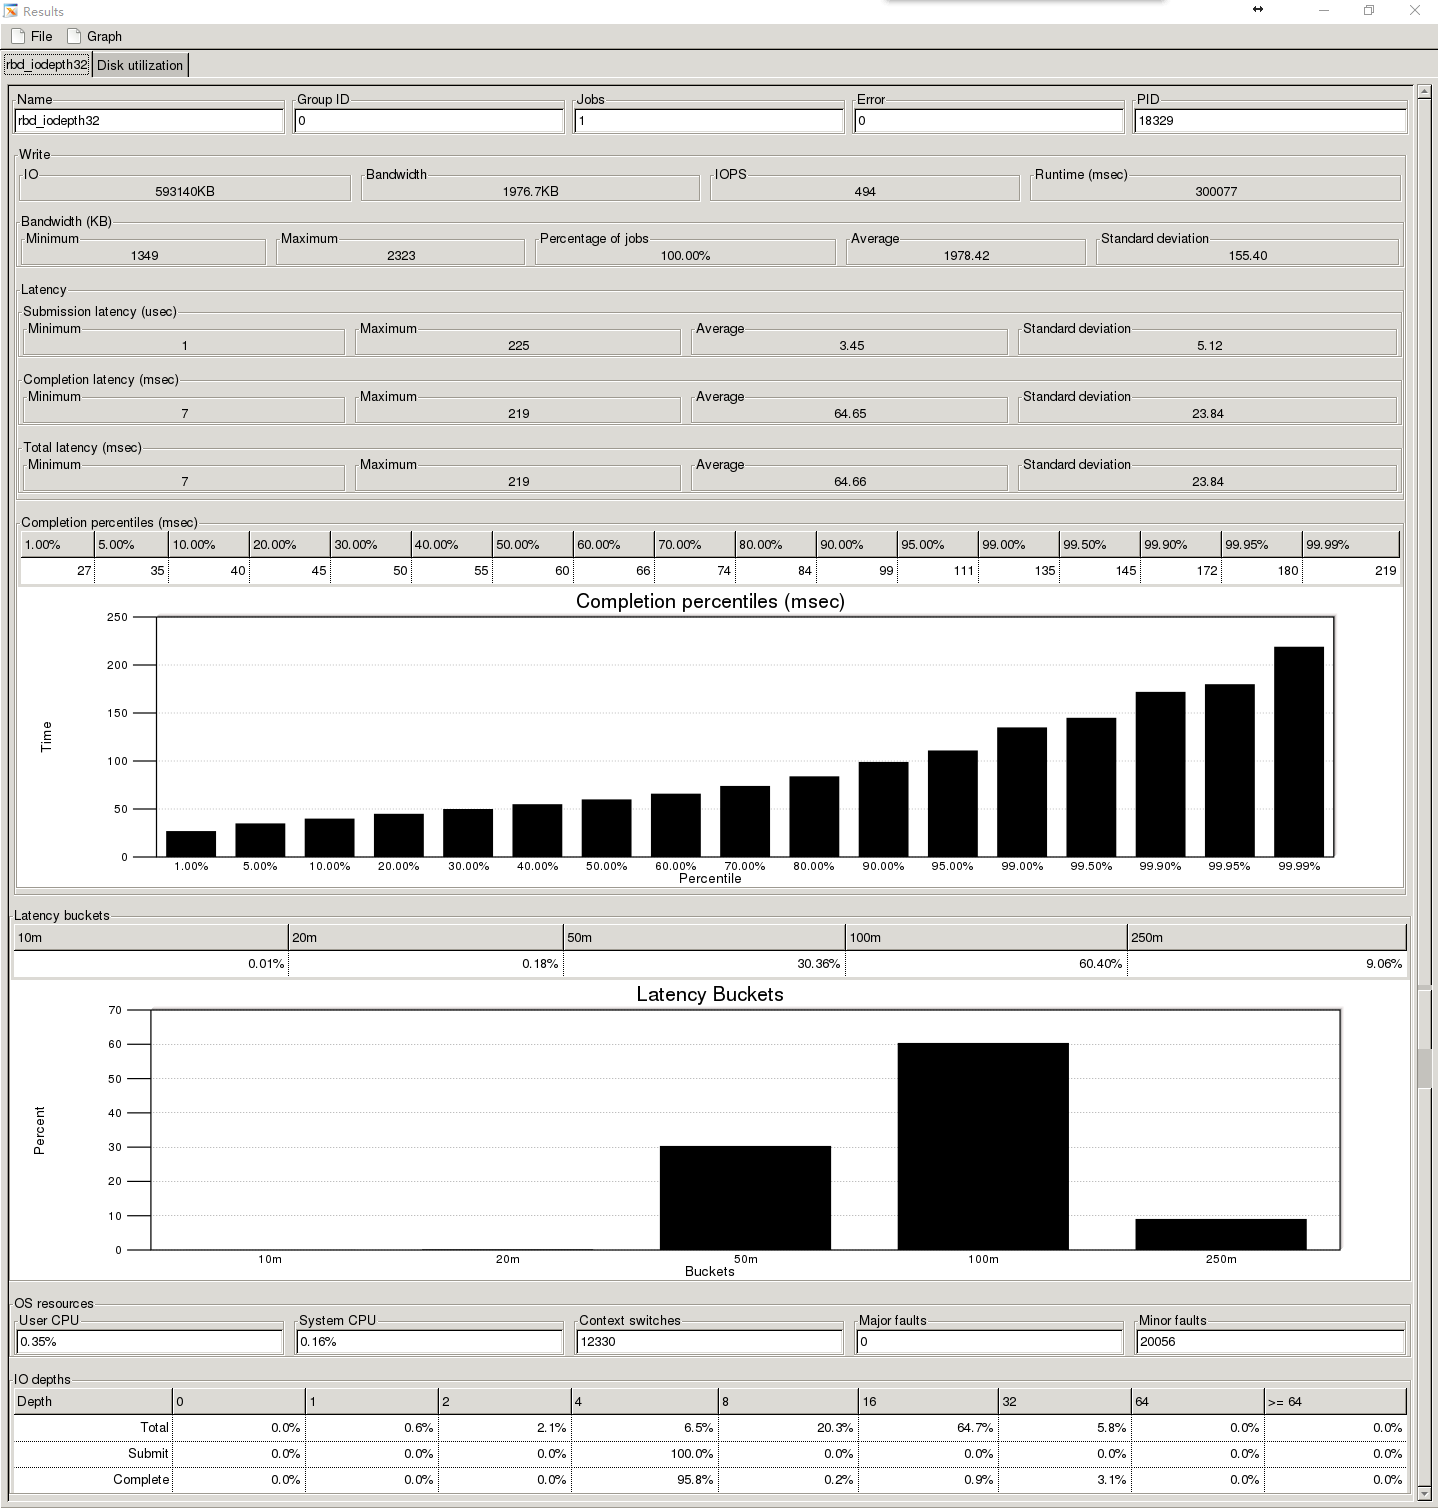 Results
File Graph
rbd_iodepth32 Disk utilization
Name Group ID Jobs Error PID
rbd_iodepth32 0 1 0 18329
Write
IO Bandwidth IOPS Runtime (msec)
593140KB 1976.7KB 494 300077
Bandwidth (KB)
Minimum Maximum Percentage of jobs Average Standard deviation
1349 2323 100.00% 1978.42 155.40
Latency
Submission latency (usec)
Minimum Maximum Average Standard deviation
1 225 3.45 5.12
Completion latency (msec)
Minimum Maximum Average Standard deviation
7 219 64.65 23.84
Total latency (msec)
Minimum Maximum Average Standard deviation
7 219 64.66 23.84
Completion percentiles (msec)
1.00% 5.00% 10.00% 20.00% 30.00% 40.00% 50.00% 60.00% 70.00% 80.00% 90.00% 95.00% 99.00% 99.50% 99.90% 99.95% 99.99%
27 35 40 45 50 55 60 66 74 84 99 111 135 145 172 180 219
Completion percentiles (msec)
250
200
150
100
50
0
Time
1.00% 5.00% 10.00% 20.00% 30.00% 40.00% 50.00% 60.00% 70.00% 80.00% 90.00% 95.00% 99.00% 99.50% 99.90% 99.95% 99.99%
Percentile
Latency buckets
10m 20m 50m 100m 250m
0.01% 0.18% 30.36% 60.40% 9.06%
Latency Buckets
70
60
50
40
30
20
10
0
Percent
10m 20m 50m 100m 250m
Buckets
OS resources
User CPU System CPU Context switches Major faults Minor faults
0.35% 0.16% 12330 0 20056
IO depths
Depth 0 1 2 4 8 16 32 64 >= 64
Total 0.0% 0.6% 2.1% 6.5% 20.3% 64.7% 5.8% 0.0% 0.0%
Submit 0.0% 0.0% 0.0% 100.0% 0.0% 0.0% 0.0% 0.0% 0.0%
Complete 0.0% 0.0% 0.0% 95.8% 0.2% 0.9% 3.1% 0.0% 0.0%